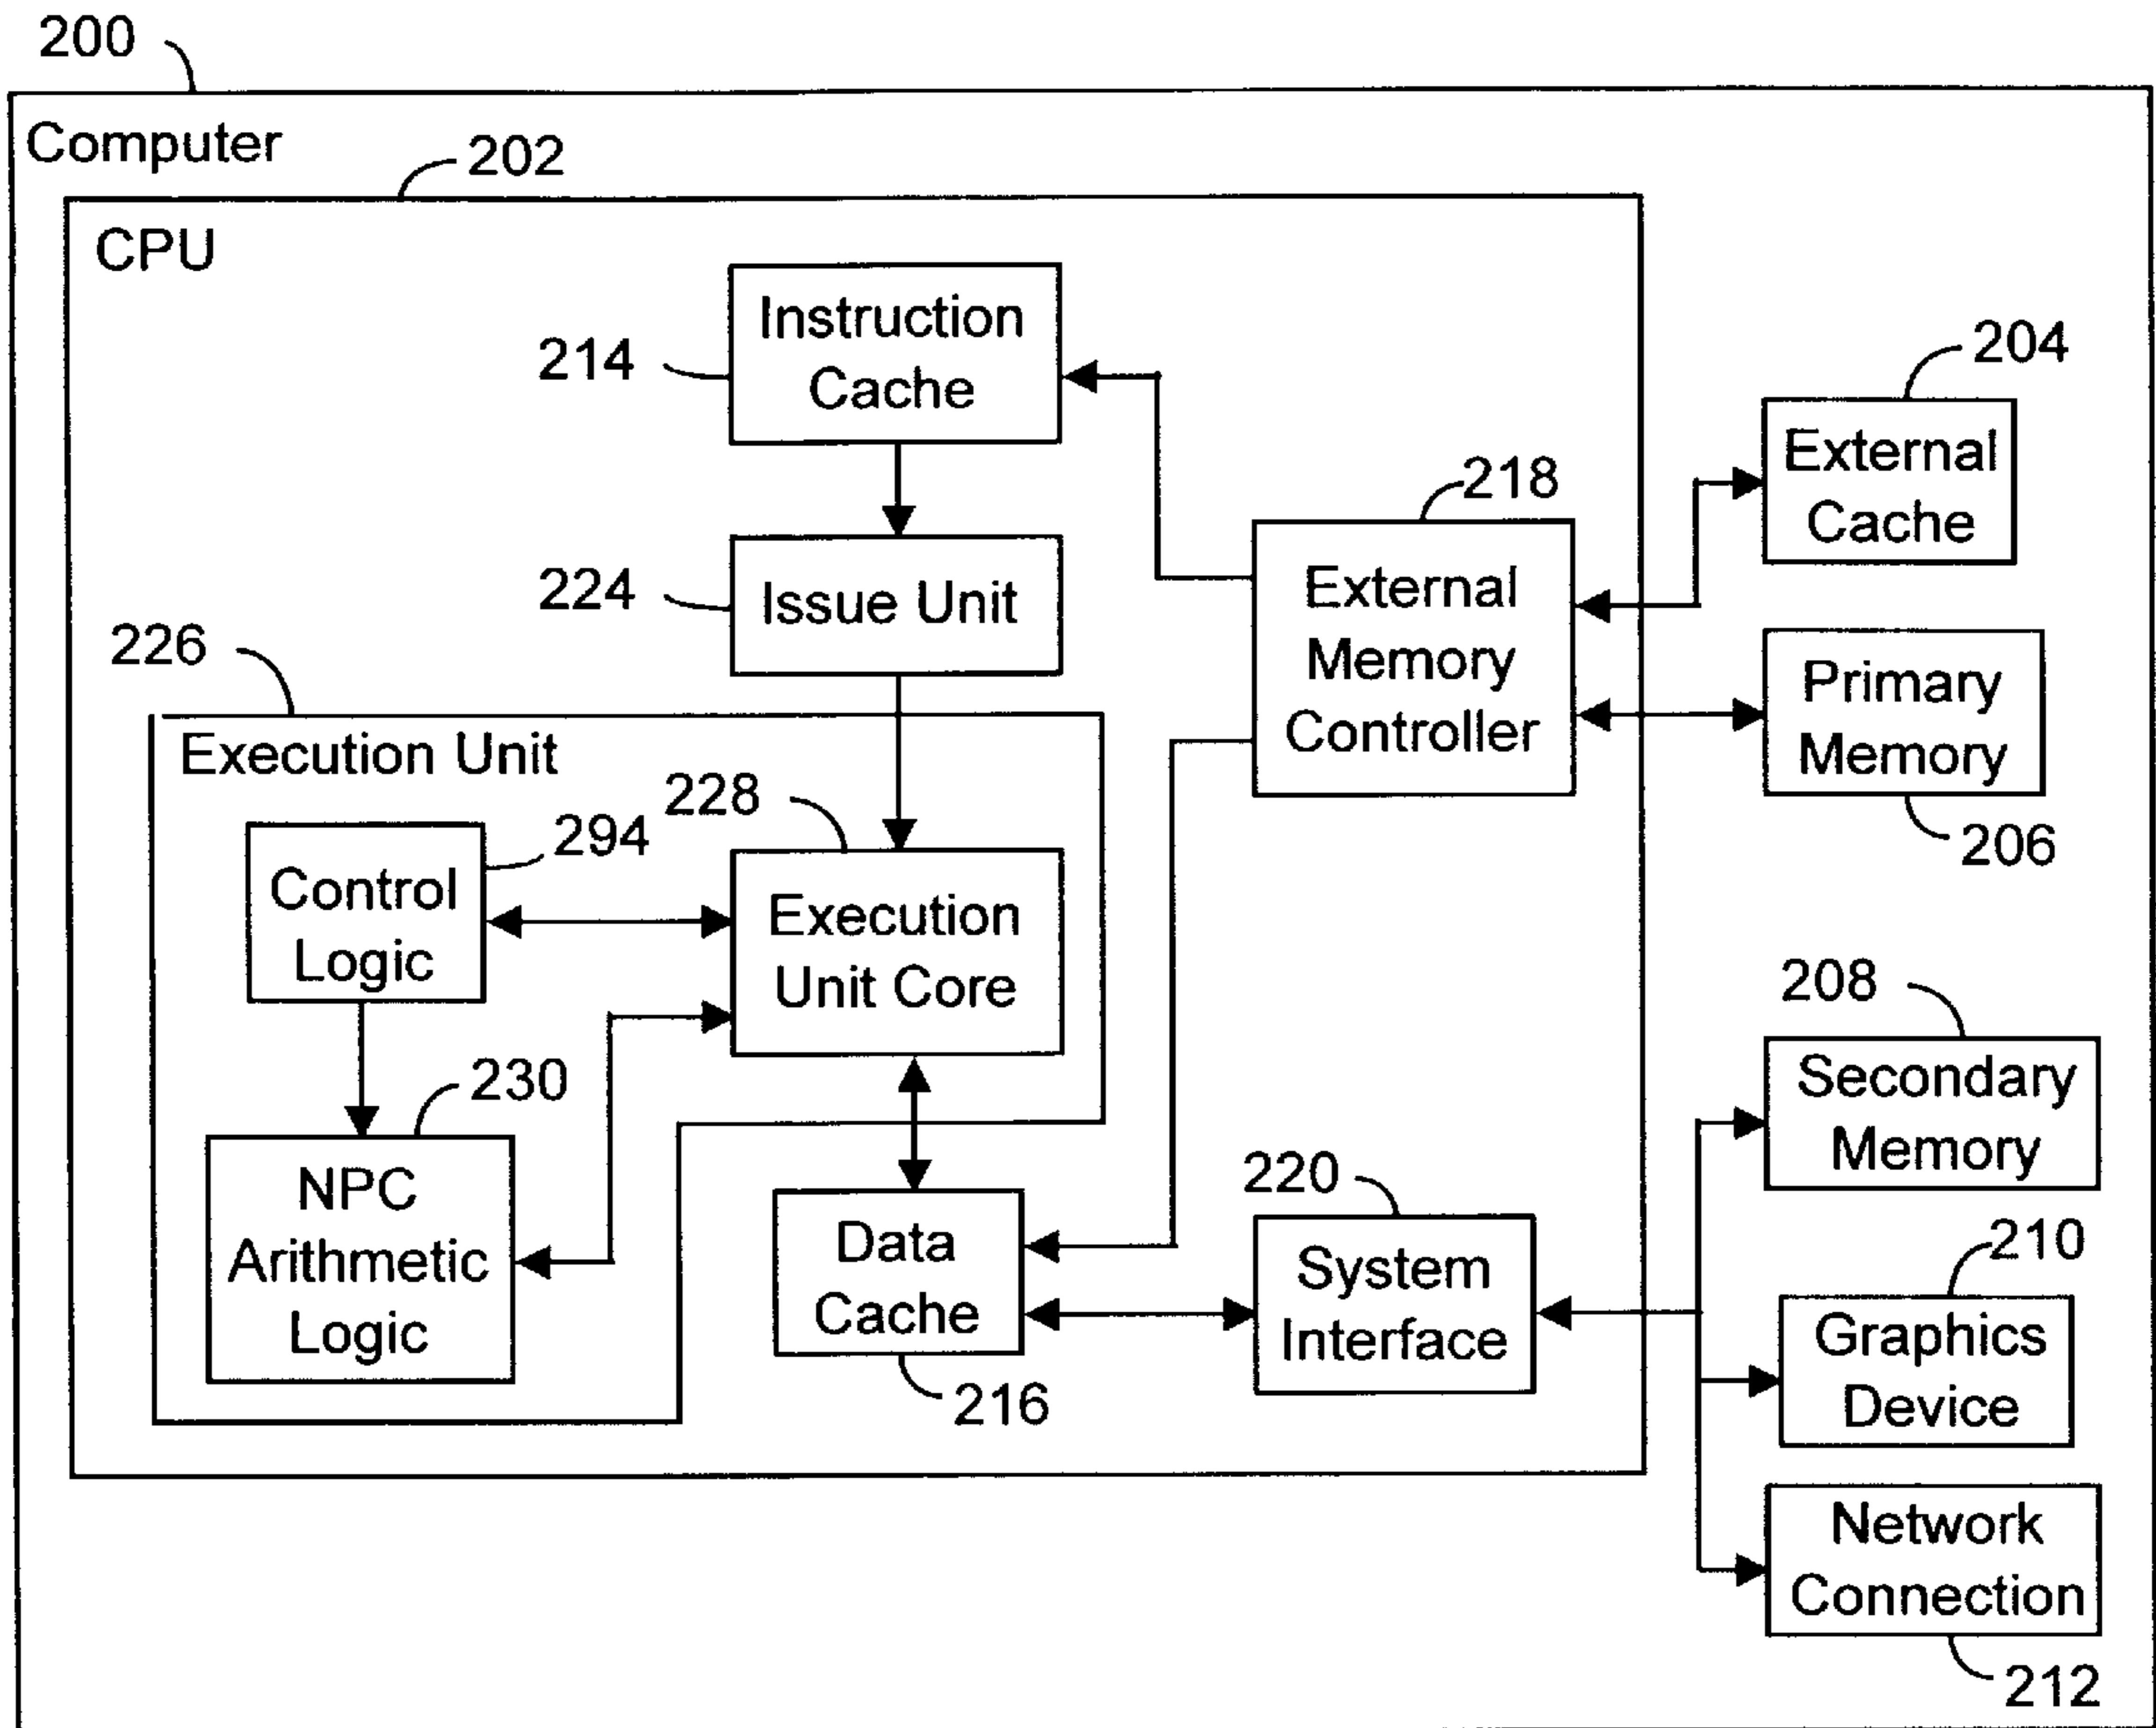 200
Computer
202
CPU
Instruction
Cache
214
204
External
Cache
218
External
Memory
Controller
224
Issue Unit
226
Primary
Memory
206
Execution Unit
228
294
Control
Logic
Execution
Unit Core
208
Secondary
Memory
230
NPC
Arithmetic
Logic
220
Data
Cache
216
System
Interface
210
Graphics
Device
Network
Connection
212